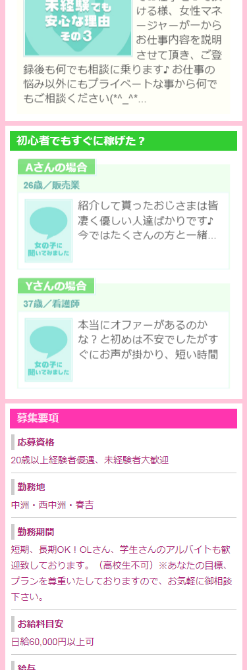 未経験でも
安心な理由
その3
ける様、女性マネ
ージャーが一から
お仕事内容を説明
させて頂き、ご登
録後も何でも相談に乗ります♪ お仕事の
悩み以外にもプライベートな事から何で
もご相談ください(*^_^*...
初心者でもすぐに稼げた？
Aさんの場合
26歳／販売業
女の子に
聞いてみました
紹介して貰ったおじさまは皆
凄く優しい人達ばかりです♪
今ではたくさんの方と一緒...
Yさんの場合
37歳／看護師
女の子に
聞いてみました
本当にオファーがあるのか
な？と初めは不安でしたがす
ぐにお声が掛かり、短い時間
募集要項
応募資格
20歳以上経験者優遇、未経験者大歓迎
勤務地
中洲・西中洲・春吉
勤務期間
短期、長期OK！OLさん、学生さんのアルバイトも歓
迎致しております。（高校生不可）※あなたの目標、
プランを尊重いたしておりますので、お気軽に御相談
下さい。
お給料目安
日給60,000円以上可
給与